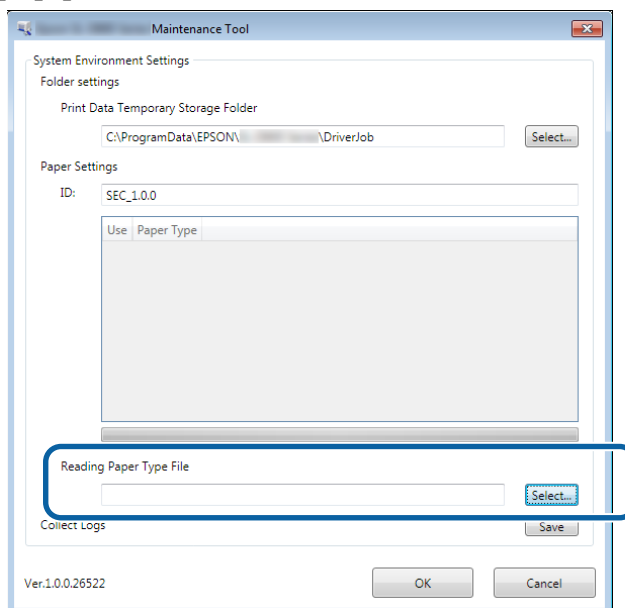 Maintenance Tool
System Environment Settings
Folder settings
Print Data Temporary Storage Folder
C:\ProgramData\EPSON\ \DriverJob
Select...
Paper Settings
ID:
SEC_1.0.0
Use Paper Type
Reading Paper Type File
Select...
Collect Logs
Save
Ver.1.0.0.26522
OK
Cancel